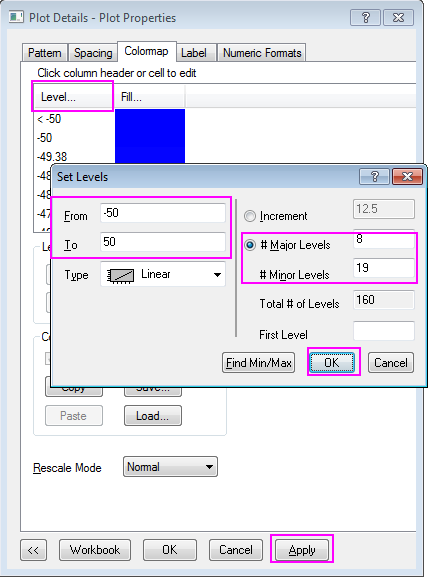 Plot Details - Plot Properties
?
Pattern Spacing Colormap Label Numeric Formats
Click column header or cell to edit
Level... Fill...
< -50
-50
-49.38
Set Levels
?
From -50
To 50
Type Linear
Increment 12.5
# Major Levels 8
# Minor Levels 19
Total # of Levels 160
First Level
Find Min/Max OK Cancel
Copy Save...
Paste Load...
Rescale Mode Normal
<< Workbook OK Cancel Apply